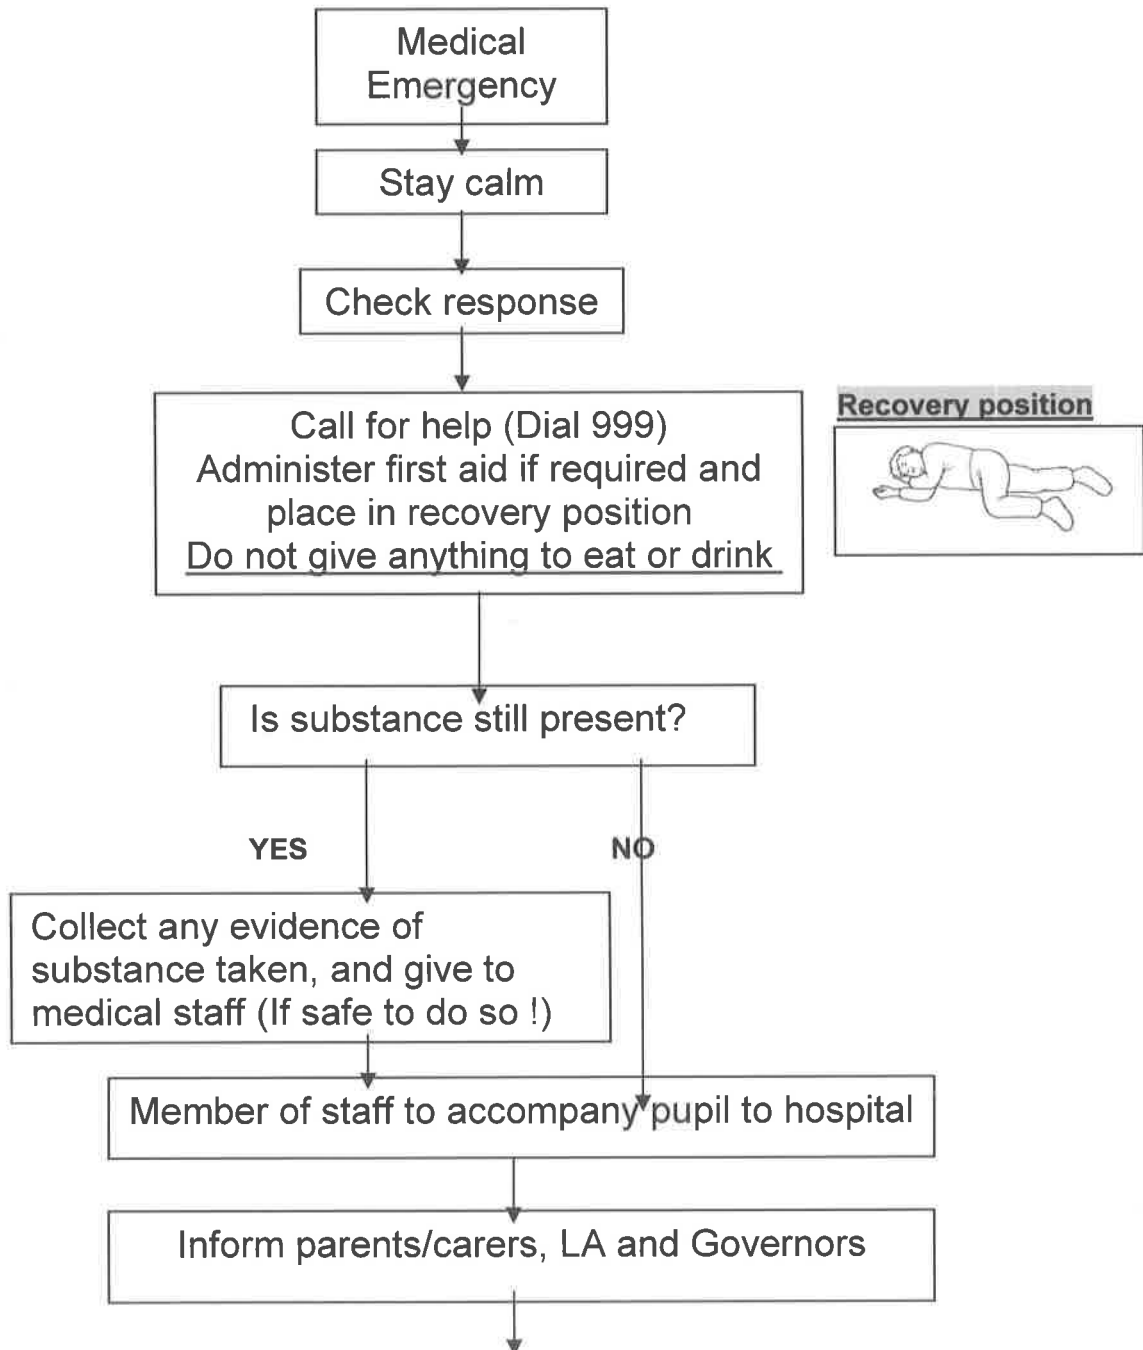 Medical
Emergency
Stay calm
Check response
Call for help (Dial 999)
Administer first aid if required and
place in recovery position
Do not give anything to eat or drink
Recovery position
Is substance still present?
YES
NO
Collect any evidence of
substance taken, and give to
medical staff (If safe to do so !)
Member of staff to accompany pupil to hospital
Inform parents/carers, LA and Governors